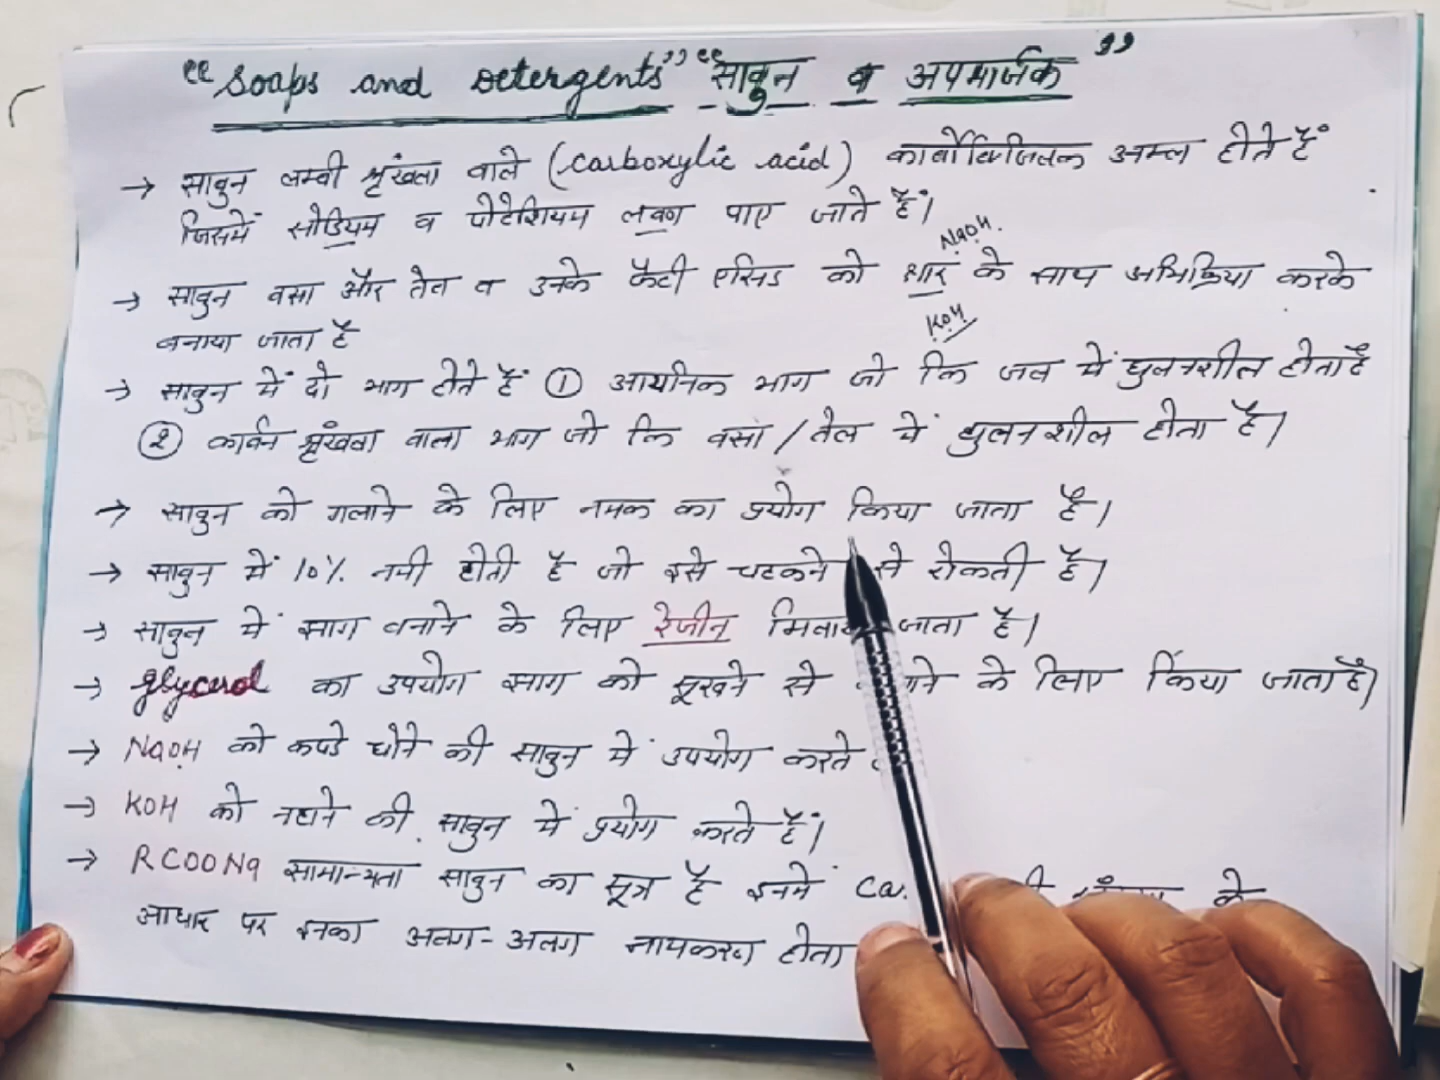 "Soaps and Detergents" "साबुन व अपमार्जक"
→ साबुन लम्बी श्रृंखला वाले (carboxylic acid) कार्बोक्सिलिक अम्ल होते हैं
जिसमें सोडियम व पोटेशियम लवण पाए जाते हैं।
NaOH.
→ साबुन वसा और तेल व उनके फैटी एसिड को क्षार के साथ अभिक्रिया करके
KOH
बनाया जाता है
→ साबुन में दो भाग होते हैं ① आयनिक भाग जो कि जल में घुलनशील होता है
② कार्बन श्रृंखला वाला भाग जो कि वसा / तेल में घुलनशील होता है।
→ साबुन को गलाने के लिए नमक का प्रयोग किया जाता है।
→ साबुन में 10% नमी होती है जो इसे चटकने से रोकती है।
→ साबुन में झाग बनाने के लिए रेजीन जाता है।
→ glycerol का उपयोग झाग को सूखने से के लिए किया जाता है।
→ NaOH को कपडे धोने की साबुन में उपयोग करते
→ KOH को नहाने की साबुन में प्रयोग करते हैं।
→ RCOONa सामान्यता साबुन का सूत्र है इनमें Ca. के
आधार पर इनका अलग-अलग नामकरण होता